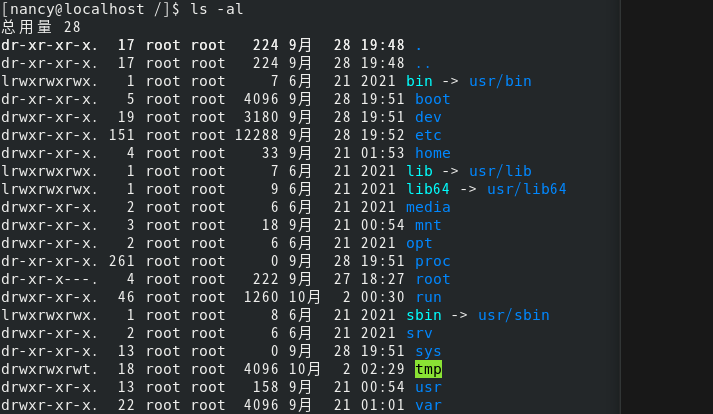 [nancy@localhost /]$ ls -al
总用量 28
dr-xr-xr-x.  17 root root   224 9月  28 19:48 .
dr-xr-xr-x.  17 root root   224 9月  28 19:48 ..
lrwxrwxrwx.   1 root root     7 6月  21 2021 bin -> usr/bin
dr-xr-xr-x.   5 root root  4096 9月  28 19:51 boot
drwxr-xr-x.  19 root root  3180 9月  28 19:51 dev
drwxr-xr-x. 151 root root 12288 9月  28 19:52 etc
drwxr-xr-x.   4 root root    33 9月  21 01:53 home
lrwxrwxrwx.   1 root root     7 6月  21 2021 lib -> usr/lib
lrwxrwxrwx.   1 root root     9 6月  21 2021 lib64 -> usr/lib64
drwxr-xr-x.   2 root root     6 6月  21 2021 media
drwxr-xr-x.   3 root root    18 9月  21 00:54 mnt
drwxr-xr-x.   2 root root     6 6月  21 2021 opt
dr-xr-xr-x. 261 root root     0 9月  28 19:51 proc
dr-xr-x---.   4 root root   222 9月  27 18:27 root
drwxr-xr-x.  46 root root  1260 10月  2 00:30 run
lrwxrwxrwx.   1 root root     8 6月  21 2021 sbin -> usr/sbin
drwxr-xr-x.   2 root root     6 6月  21 2021 srv
dr-xr-xr-x.  13 root root     0 9月  28 19:51 sys
drwxrwxrwt.  18 root root  4096 10月  2 02:29 tmp
drwxr-xr-x.  13 root root   158 9月  21 00:54 usr
drwxr-xr-x.  22 root root  4096 9月  21 01:01 var